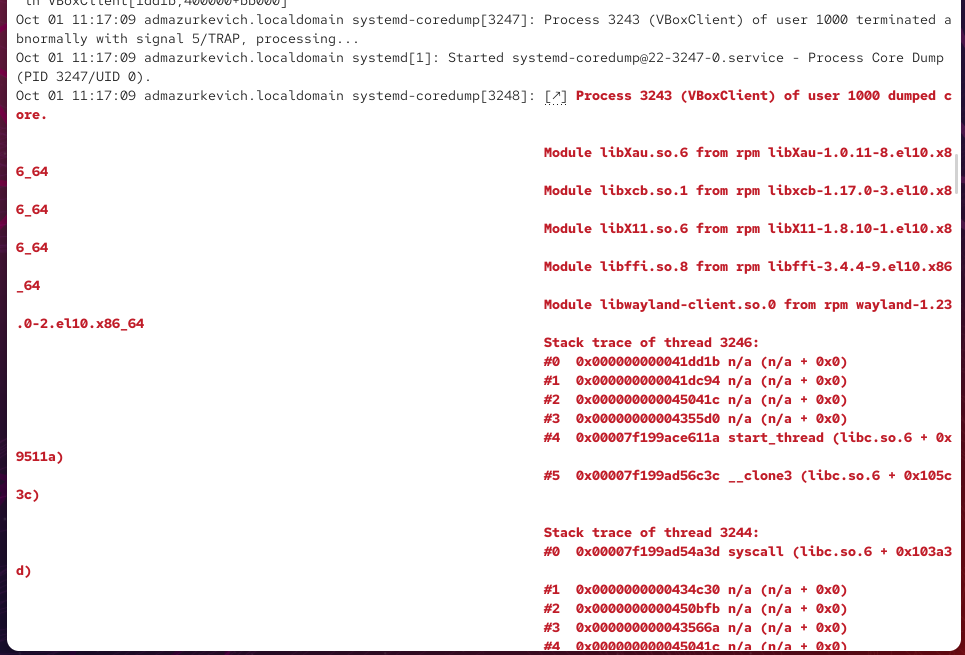 in VBoxClient[1dd1b,400000+bb000]
Oct 01 11:17:09 admazurkevich.localdomain systemd-coredump[3247]: Process 3243 (VBoxClient) of user 1000 terminated a
bnormally with signal 5/TRAP, processing...
Oct 01 11:17:09 admazurkevich.localdomain systemd[1]: Started systemd-coredump@22-3247-0.service - Process Core Dump
(PID 3247/UID 0).
Oct 01 11:17:09 admazurkevich.localdomain systemd-coredump[3248]: [↗] Process 3243 (VBoxClient) of user 1000 dumped c
ore.
Module libXau.so.6 from rpm libXau-1.0.11-8.el10.x8
6_64
Module libxcb.so.1 from rpm libxcb-1.17.0-3.el10.x8
6_64
Module libX11.so.6 from rpm libX11-1.8.10-1.el10.x8
6_64
Module libffi.so.8 from rpm libffi-3.4.4-9.el10.x86
_64
Module libwayland-client.so.0 from rpm wayland-1.23
.0-2.el10.x86_64
Stack trace of thread 3246:
#0  0x000000000041dd1b n/a (n/a + 0x0)
#1  0x000000000041dc94 n/a (n/a + 0x0)
#2  0x000000000045041c n/a (n/a + 0x0)
#3  0x00000000004355d0 n/a (n/a + 0x0)
#4  0x00007f199ace611a start_thread (libc.so.6 + 0x
9511a)
#5  0x00007f199ad56c3c __clone3 (libc.so.6 + 0x105c
3c)
Stack trace of thread 3244:
#0  0x00007f199ad54a3d syscall (libc.so.6 + 0x103a3
d)
#1  0x0000000000434c30 n/a (n/a + 0x0)
#2  0x0000000000450bfb n/a (n/a + 0x0)
#3  0x000000000043566a n/a (n/a + 0x0)
#4  0x000000000045041c n/a (n/a + 0x0)